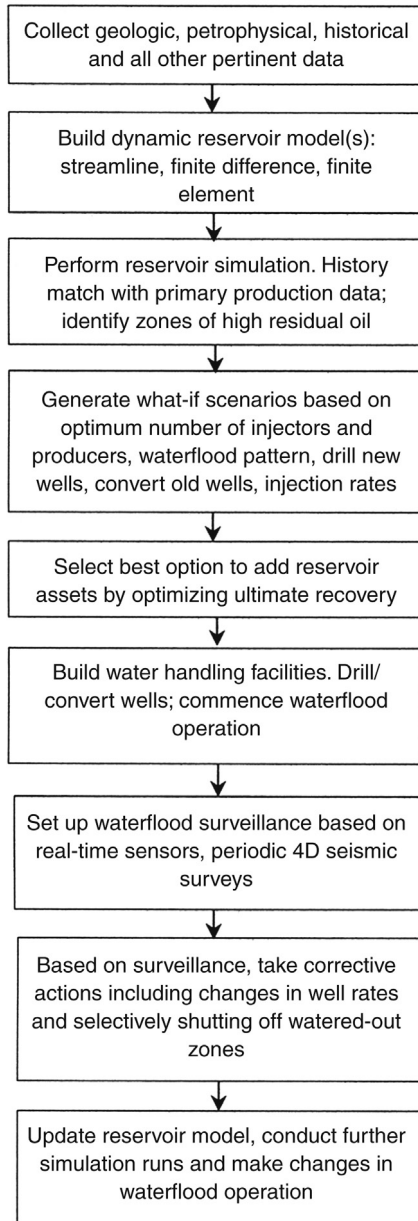 Collect geologic, petrophysical, historical
and all other pertinent data
Build dynamic reservoir model(s):
streamline, finite difference, finite
element
Perform reservoir simulation. History
match with primary production data;
identify zones of high residual oil
Generate what-if scenarios based on
optimum number of injectors and
producers, waterflood pattern, drill new
wells, convert old wells, injection rates
Select best option to add reservoir
assets by optimizing ultimate recovery
Build water handling facilities. Drill/
convert wells; commence waterflood
operation
Set up waterflood surveillance based on
real-time sensors, periodic 4D seismic
surveys
Based on surveillance, take corrective
actions including changes in well rates
and selectively shutting off watered-out
zones
Update reservoir model, conduct further
simulation runs and make changes in
waterflood operation